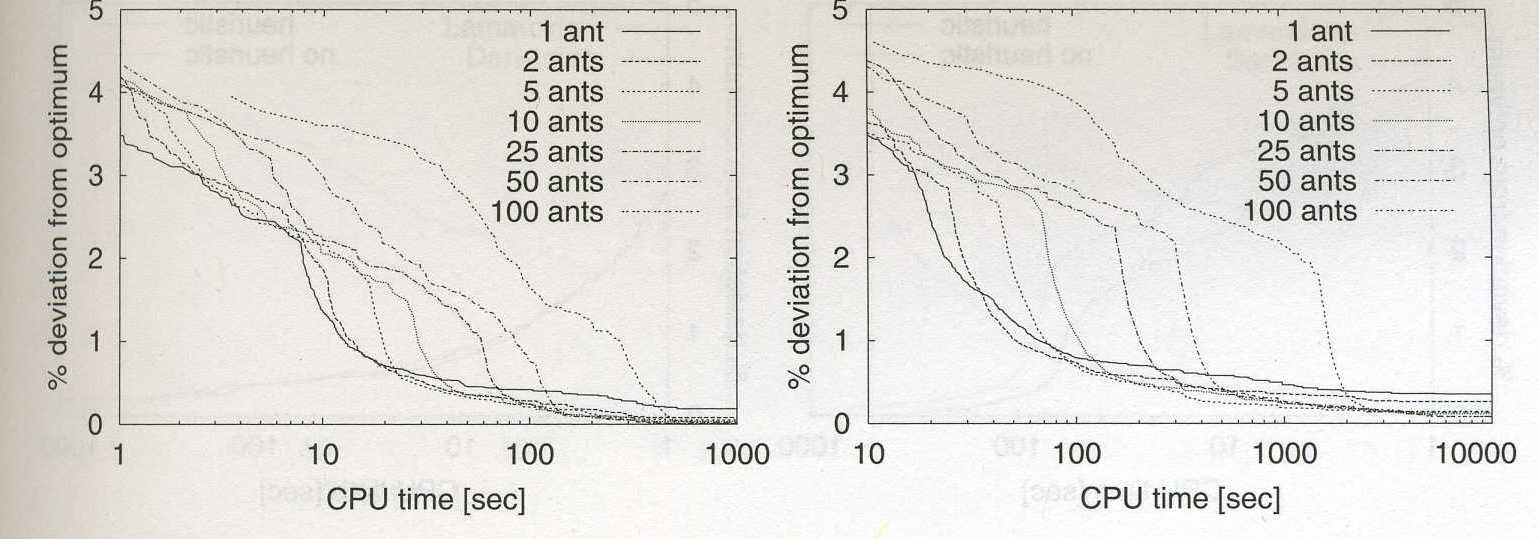 % deviation from optimum
5
4
3
2
1
0
1 ant
2 ants
5 ants
10 ants
25 ants
50 ants
100 ants
1 10 100 1000
CPU time [sec]
% deviation from optimum
5
4
3
2
1
0
1 ant
2 ants
5 ants
10 ants
25 ants
50 ants
100 ants
10 100 1000 10000
CPU time [sec]